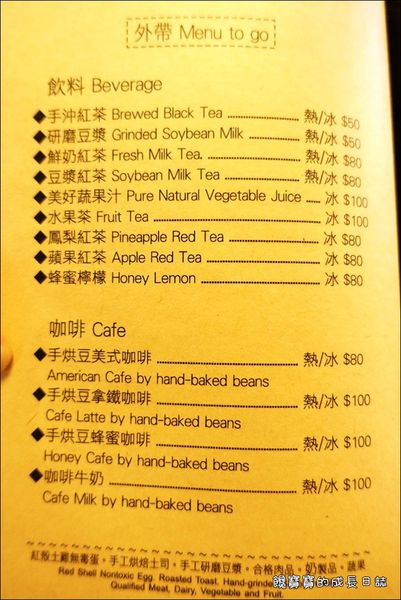 外帶 Menu to go
飲料 Beverage
◆手沖紅茶 Brewed Black Tea ........................ 熱/冰 $50
◆研磨豆漿 Grinded Soybean Milk .................. 熱/冰 $50
◆鮮奶紅茶 Fresh Milk Tea. ........................ 熱/冰 $80
◆豆漿紅茶 Soybean Milk Tea ........................ 熱/冰 $80
◆美好蔬果汁 Pure Natural Vegetable Juice .... 冰 $100
◆水果茶 Fruit Tea ........................ 冰 $100
◆鳳梨紅茶 Pineapple Red Tea ........................ 冰 $80
◆蘋果紅茶 Apple Red Tea ........................ 冰 $80
◆蜂蜜檸檬 Honey Lemon ........................ 冰 $80
咖啡 Cafe
◆手烘豆美式咖啡 ........................ 熱/冰 $80
American Cafe by hand-baked beans
◆手烘豆拿鐵咖啡 ........................ 熱/冰 $100
Cafe Latte by hand-baked beans
◆手烘豆蜂蜜咖啡 ........................ 熱/冰 $100
Honey Cafe by hand-baked beans
◆咖啡牛奶 ........................ 熱/冰 $100
Cafe Milk by hand-baked beans
紅殼土雞無毒蛋。手工烘焙土司。手工研磨豆漿。合格肉品。奶製品。蔬果
Red Shell Nontoxic Egg. Roasted Toast. Hand-grinde
Qualified Meat, Dairy, Vegetable and Fruit.
寶寶的成長日誌